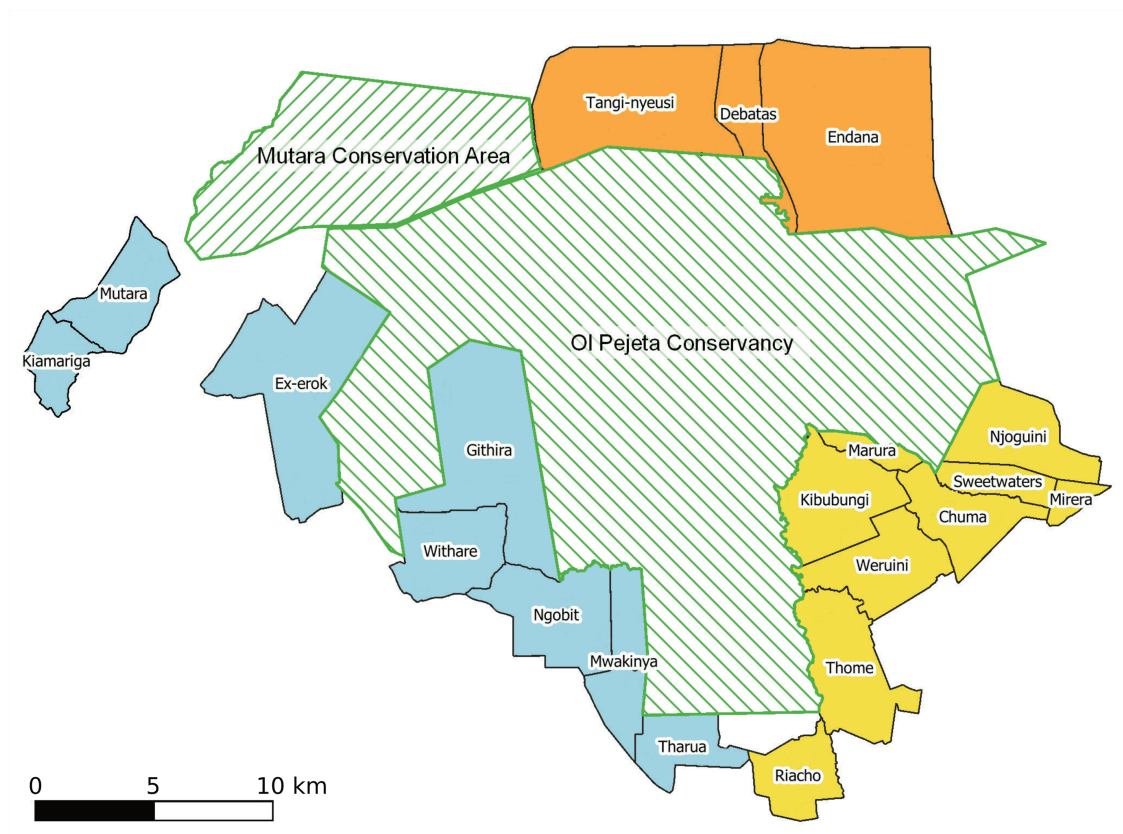 Tangi-nyeusi
Debatas
Endana
Mutara Conservation Area
Mutara
Kiamariga
Ol Pejeta Conservancy
Ex-erok
Githira
Njoguini
Marura
Sweetwaters
Mirera
Kibubungi
Chuma
Withare
Weruini
Ngobit
Mwakinya
Thome
Tharua
Riacho
0 5 10 km